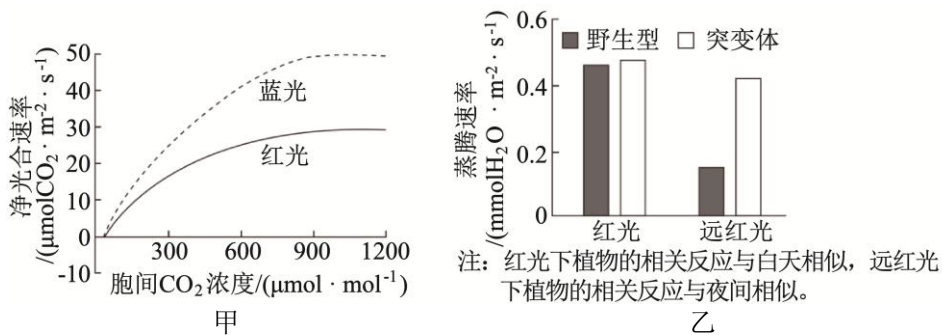 净光合速率
/(μmolCO₂ · m⁻² · s⁻¹)
50
40
30
20
10
0
-10
蓝光
红光
300 600 900 1200
胞间CO₂浓度/(μmol · mol⁻¹)
甲
蒸腾速率
/(mmolH₂O · m⁻² · s⁻¹)
0.6
0.4
0.2
0
野生型 突变体
红光 远红光
注：红光下植物的相关反应与白天相似，远红光
下植物的相关反应与夜间相似。
乙